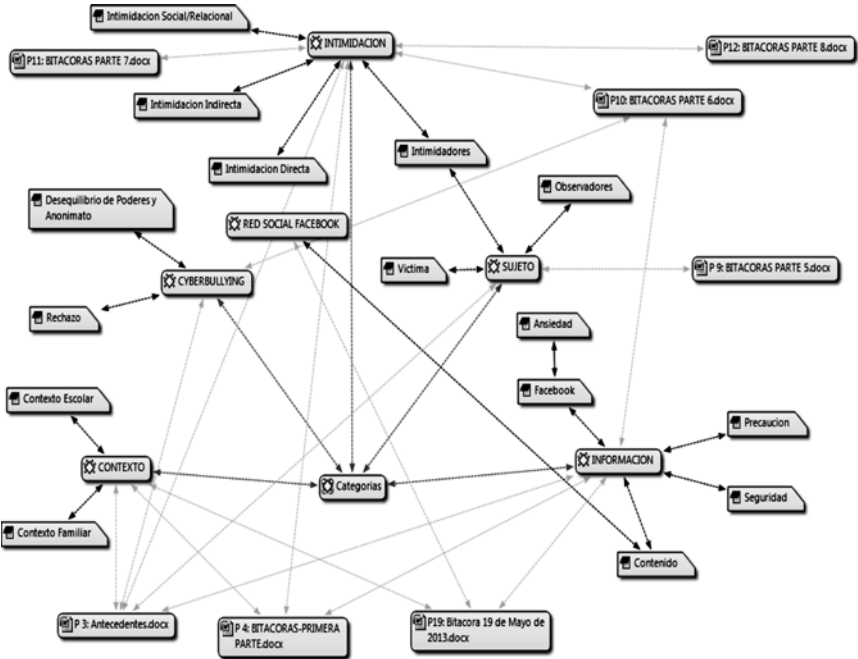 Intimidacion Social/Relacional
INTIMIDACION
P12: BITACORAS PARTE 8.docx
P11: BITACORAS PARTE 7.docx
Intimidacion Indirecta
P10: BITACORAS PARTE 6.docx
Intimidadores
Intimidacion Directa
Observadores
Desequilibrio de Poderes y
Anonimato
RED SOCIAL FACEBOOK
Victima
SUJETO
P 9: BITACORAS PARTE 5.docx
CYBERBULLYING
Rechazo
Ansiedad
Contexto Escolar
Facebook
Precaucion
CONTEXTO
INFORMACION
Categorias
Seguridad
Contexto Familiar
Contenido
P 3: Antecedentes.docx
P 4: BITACORAS-PRIMERA
PARTE.docx
P19: Bitacora 19 de Mayo de
2013.docx